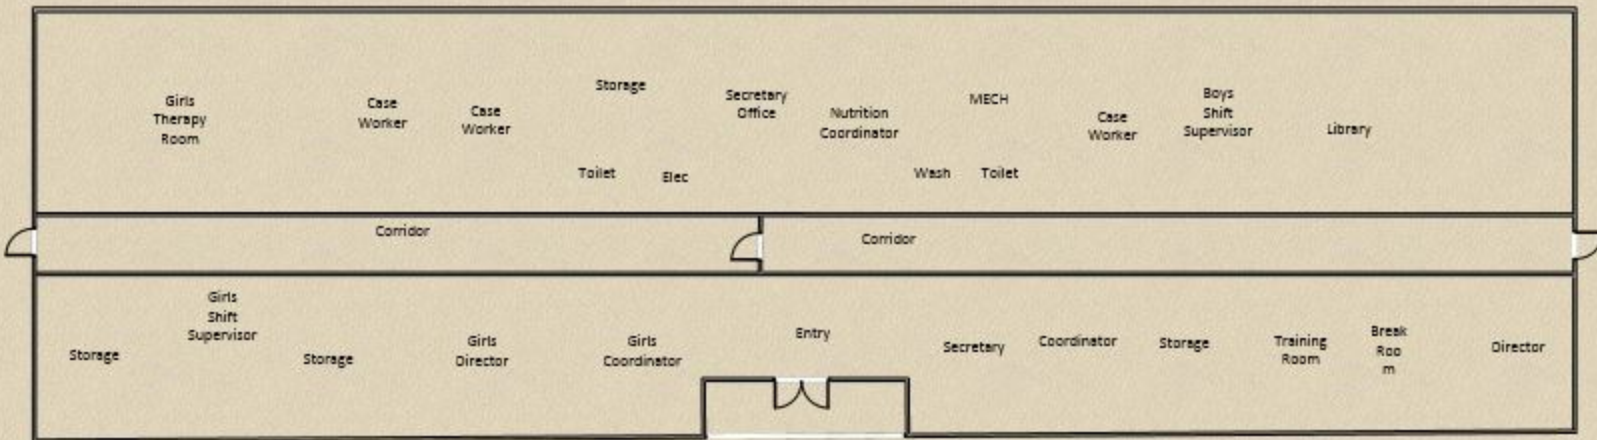 Girls
Therapy
Room
Case
Worker
Case
Worker
Storage
Toilet
Elec
Secretary
Office
Nutrition
Coordinator
MECH
Wash
Toilet
Case
Worker
Boys
Shift
Supervisor
Library
Corridor
Corridor
Storage
Girls
Shift
Supervisor
Storage
Girls
Director
Girls
Coordinator
Entry
Secretary
Coordinator
Storage
Training
Room
Break
Roo
m
Director